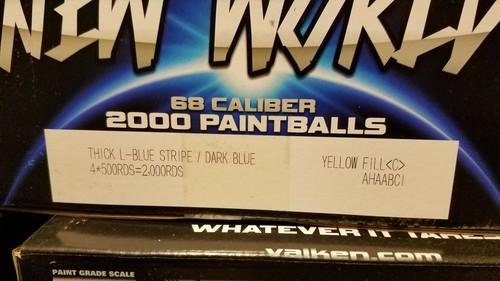 NEW WORLD
68 CALIBER
2000 PAINTBALLS
THICK L-BLUE STRIPE / DARK BLUE YELLOW FILL<C>
4*500RDS=2,000RDS AHAABCI
WHATEVER IT TAKES
valken.com
PAINT GRADE SCALE